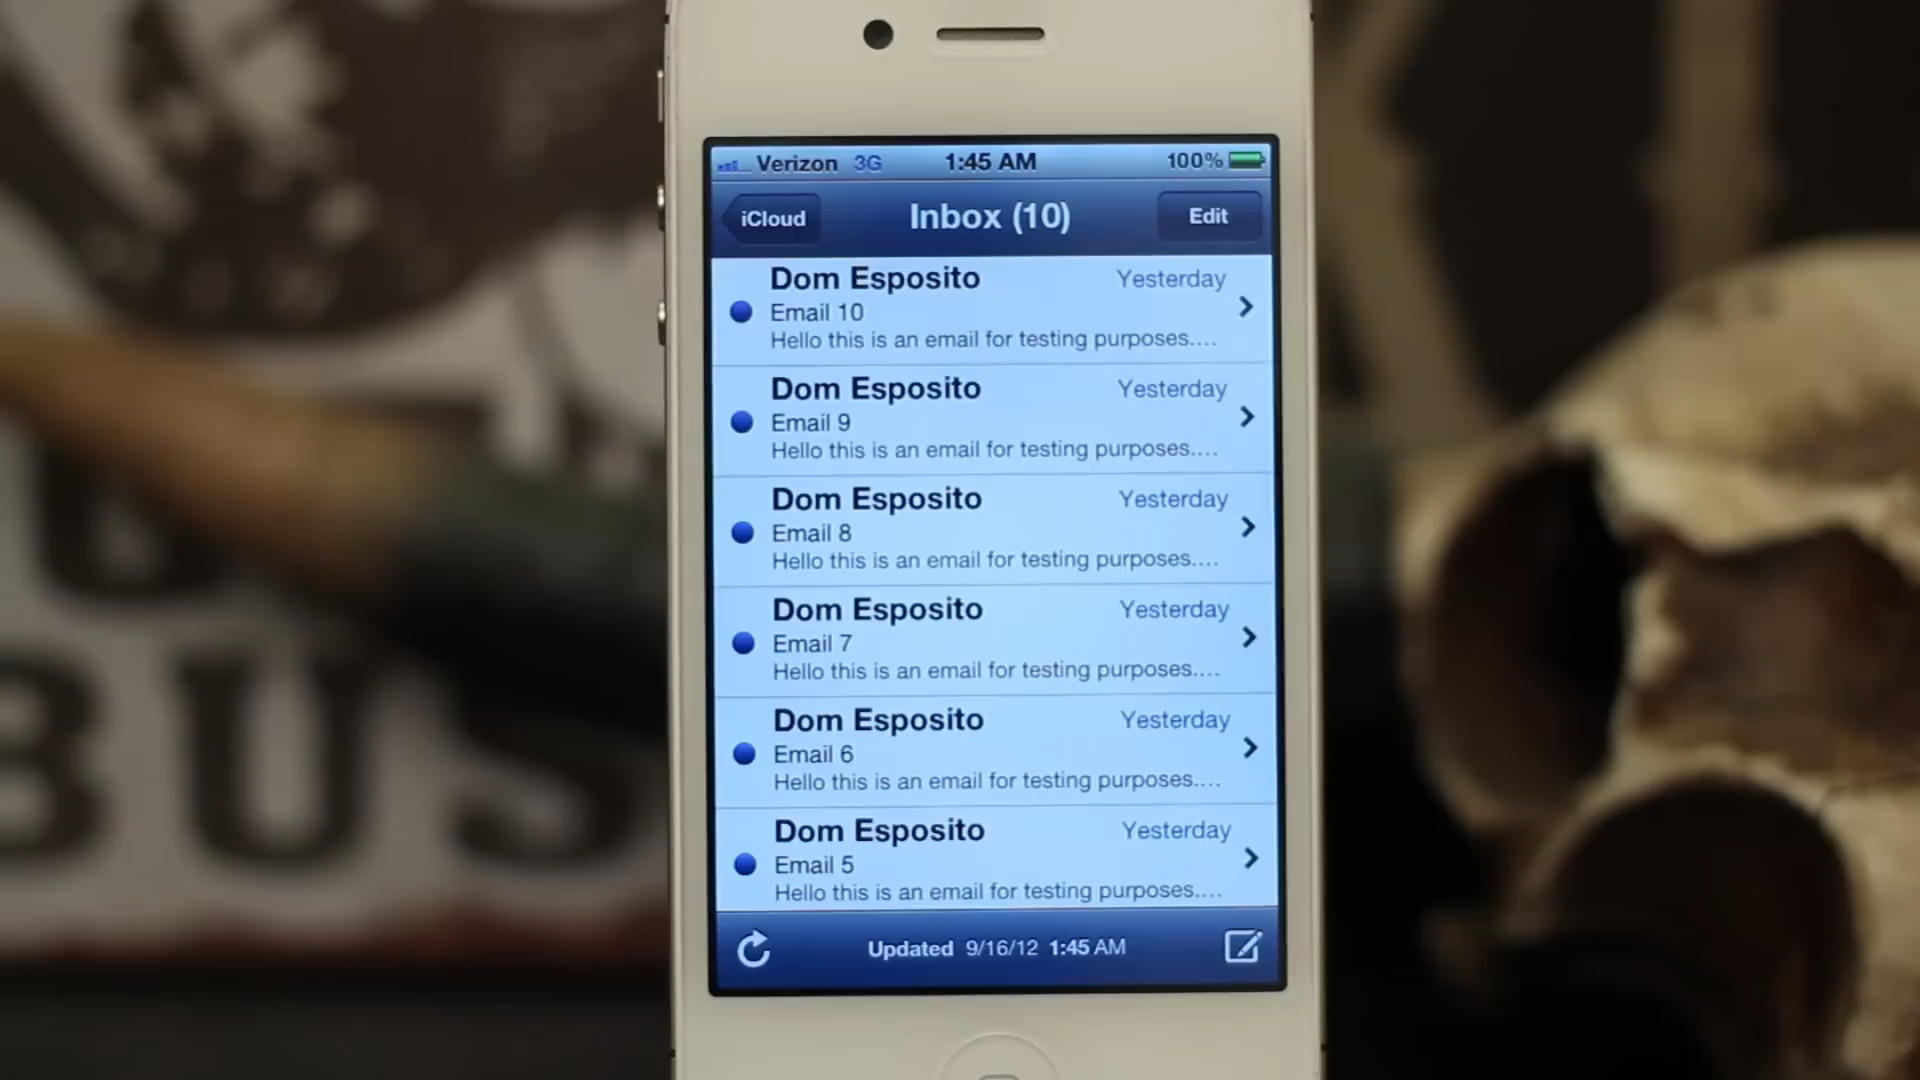 Verizon 3G 1:45 AM 100%
iCloud Inbox (10) Edit
Dom Esposito Yesterday
Email 10
Hello this is an email for testing purposes....
Dom Esposito Yesterday
Email 9
Hello this is an email for testing purposes....
Dom Esposito Yesterday
Email 8
Hello this is an email for testing purposes....
Dom Esposito Yesterday
Email 7
Hello this is an email for testing purposes....
Dom Esposito Yesterday
Email 6
Hello this is an email for testing purposes....
Dom Esposito Yesterday
Email 5
Hello this is an email for testing purposes....
Updated 9/16/12 1:45 AM
BUS